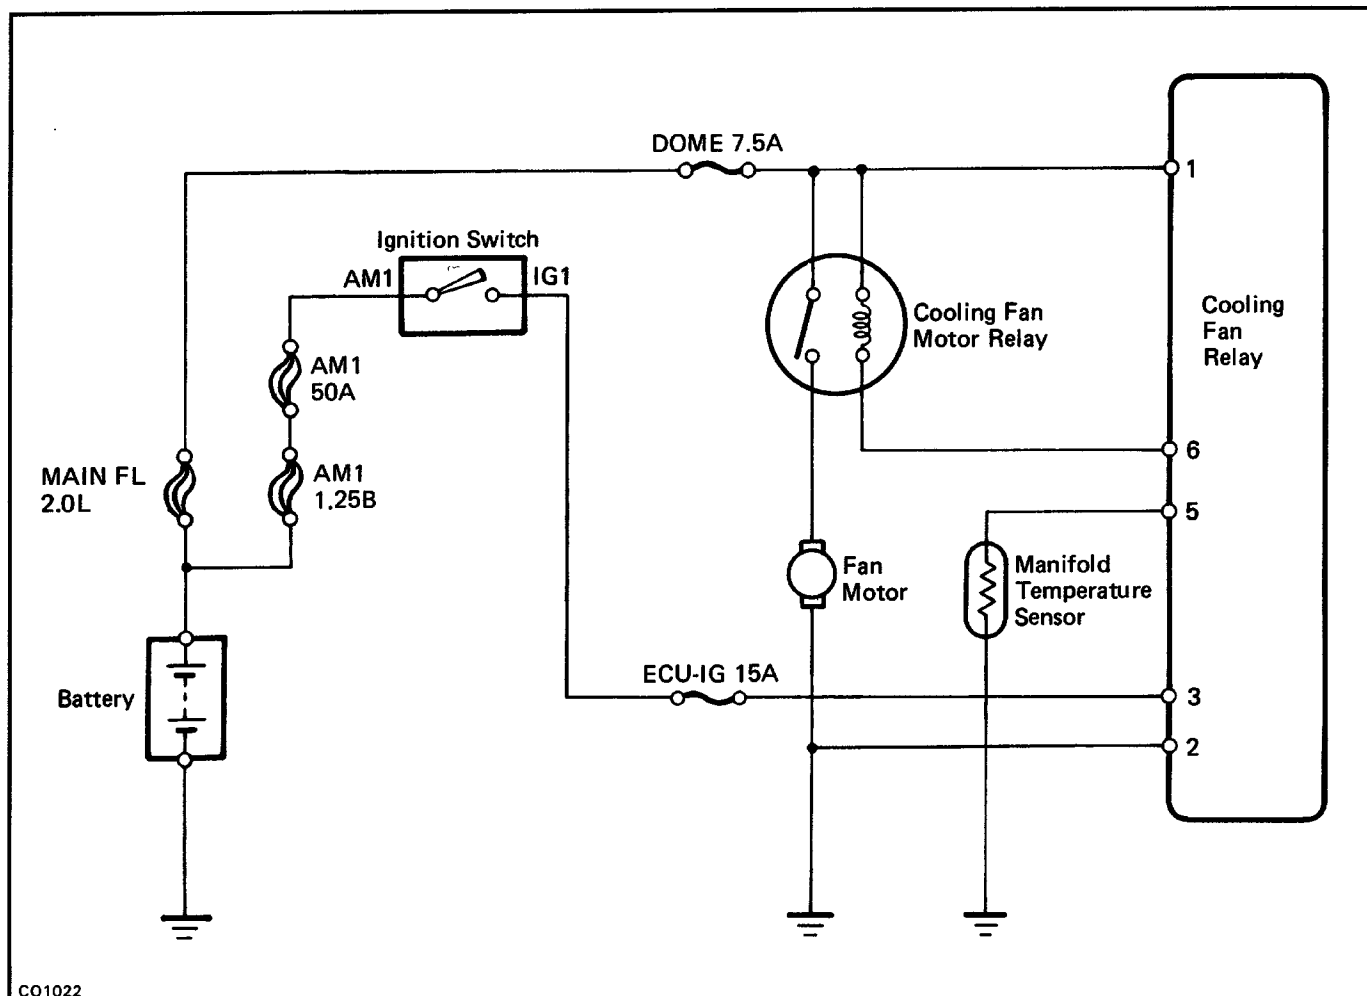 DOME 7.5A
1
Ignition Switch
AM1
IG1
Cooling Fan
Motor Relay
Cooling
Fan
Relay
AM1
50A
MAIN FL
2.0L
AM1
1.25B
6
5
Fan
Motor
Manifold
Temperature
Sensor
Battery
ECU-IG 15A
3
2
CO1022